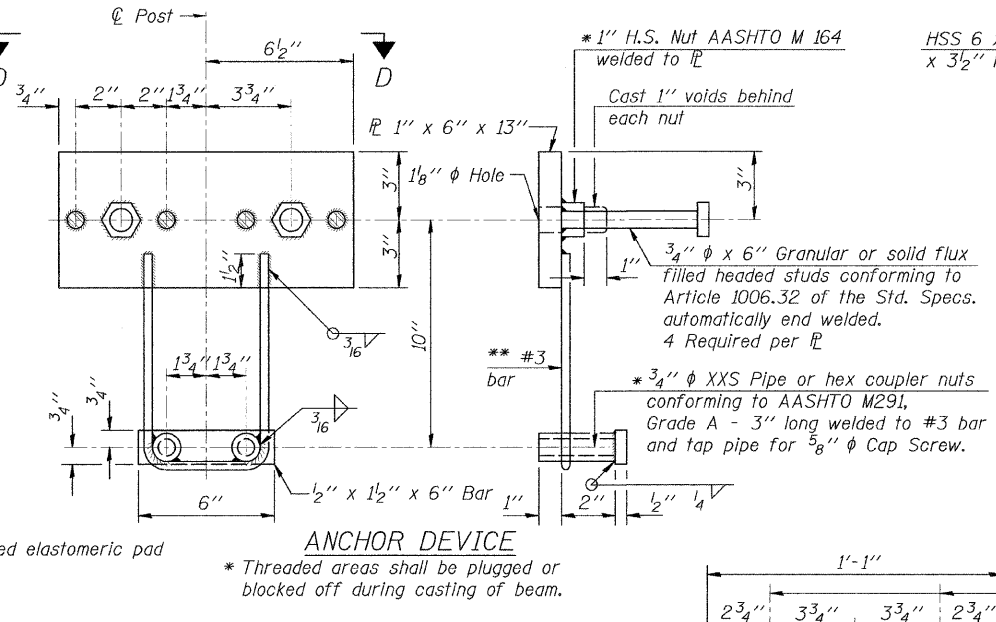 ℄ Post
6½"
D
D
¾" 2" 2" 1¾" 3¾"
3"
3"
1½"
3/16
10"
1¾" 1¾"
¾"
¾"
3/16
½" x 1½" x 6" Bar
6"
* 1" H.S. Nut AASHTO M 164
welded to ℞
Cast 1" voids behind
each nut
℞ 1" x 6" x 13"
1⅛" ϕ Hole
3"
1"
¾" ϕ x 6" Granular or solid flux
filled headed studs conforming to
Article 1006.32 of the Std. Specs.
automatically end welded.
4 Required per ℞
** #3
bar
* ¾" ϕ XXS Pipe or hex coupler nuts
conforming to AASHTO M291,
Grade A - 3" long welded to #3 bar
and tap pipe for ⅝" ϕ Cap Screw.
1" 2" ½" ¼
HSS 6
x 3½"
ed elastomeric pad
ANCHOR DEVICE
* Threaded areas shall be plugged or
blocked off during casting of beam.
1'-1"
2¾" 3¾" 3¾" 2¾"